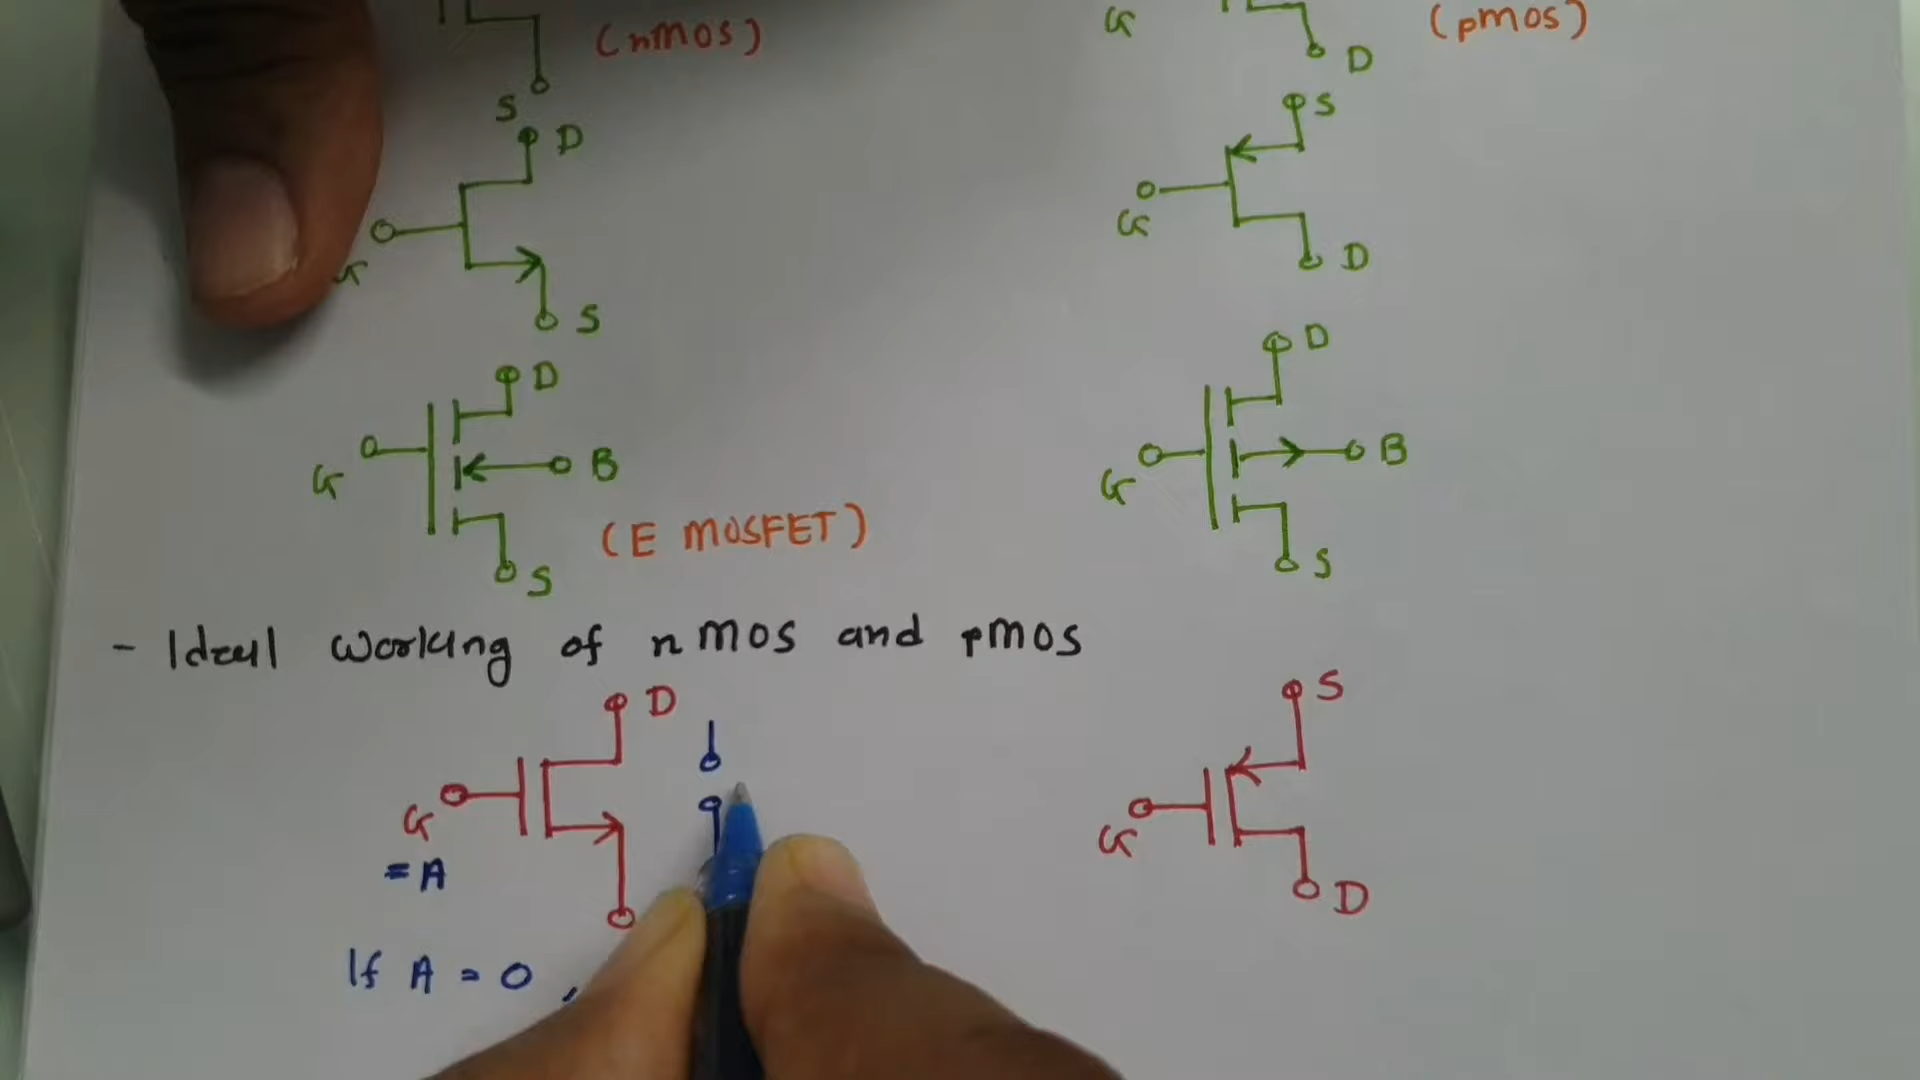 (nMOS)
S
G
D
(pMOS)
D
G
S
S
G
D
D
G
B
S
(E MOSFET)
D
G
B
S
- Ideal working of nMOS and pMOS
D
G
= A
If A = 0 ,
S
G
D